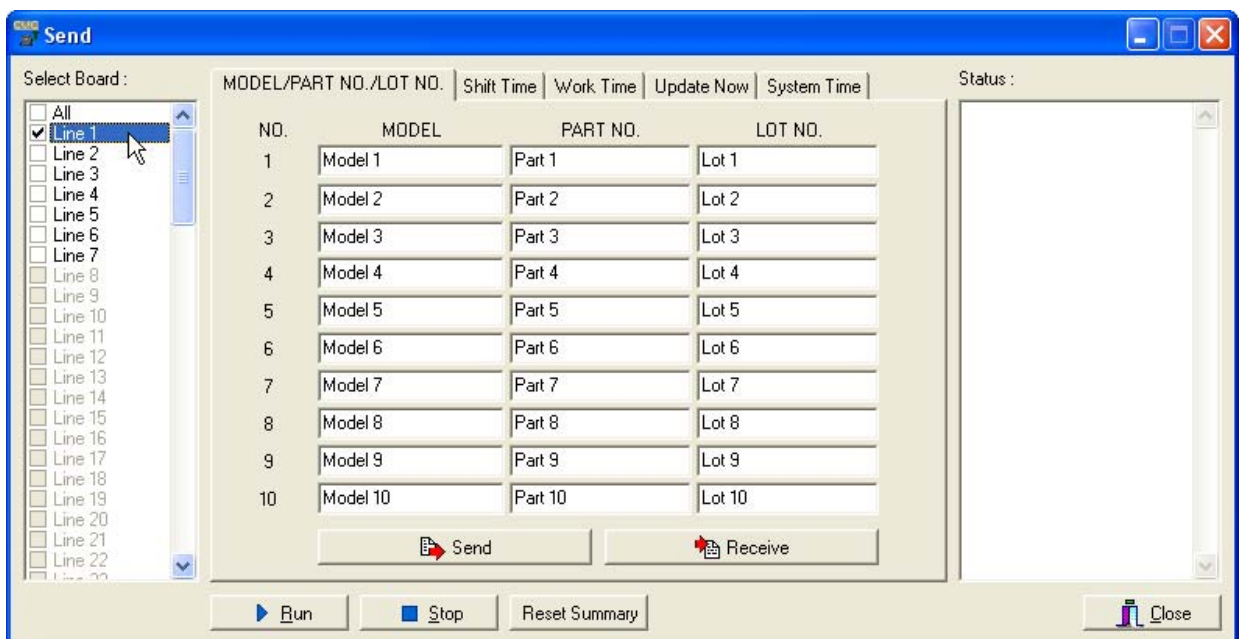 Send
Select Board :
All
Line 1
Line 2
Line 3
Line 4
Line 5
Line 6
Line 7
Line 8
Line 9
Line 10
Line 11
Line 12
Line 13
Line 14
Line 15
Line 16
Line 17
Line 18
Line 19
Line 20
Line 21
Line 22
MODEL/PART NO./LOT NO. Shift Time Work Time Update Now System Time
NO. MODEL PART NO. LOT NO.
1 Model 1 Part 1 Lot 1
2 Model 2 Part 2 Lot 2
3 Model 3 Part 3 Lot 3
4 Model 4 Part 4 Lot 4
5 Model 5 Part 5 Lot 5
6 Model 6 Part 6 Lot 6
7 Model 7 Part 7 Lot 7
8 Model 8 Part 8 Lot 8
9 Model 9 Part 9 Lot 9
10 Model 10 Part 10 Lot 10
Send Receive
Status :
Run Stop Reset Summary Close